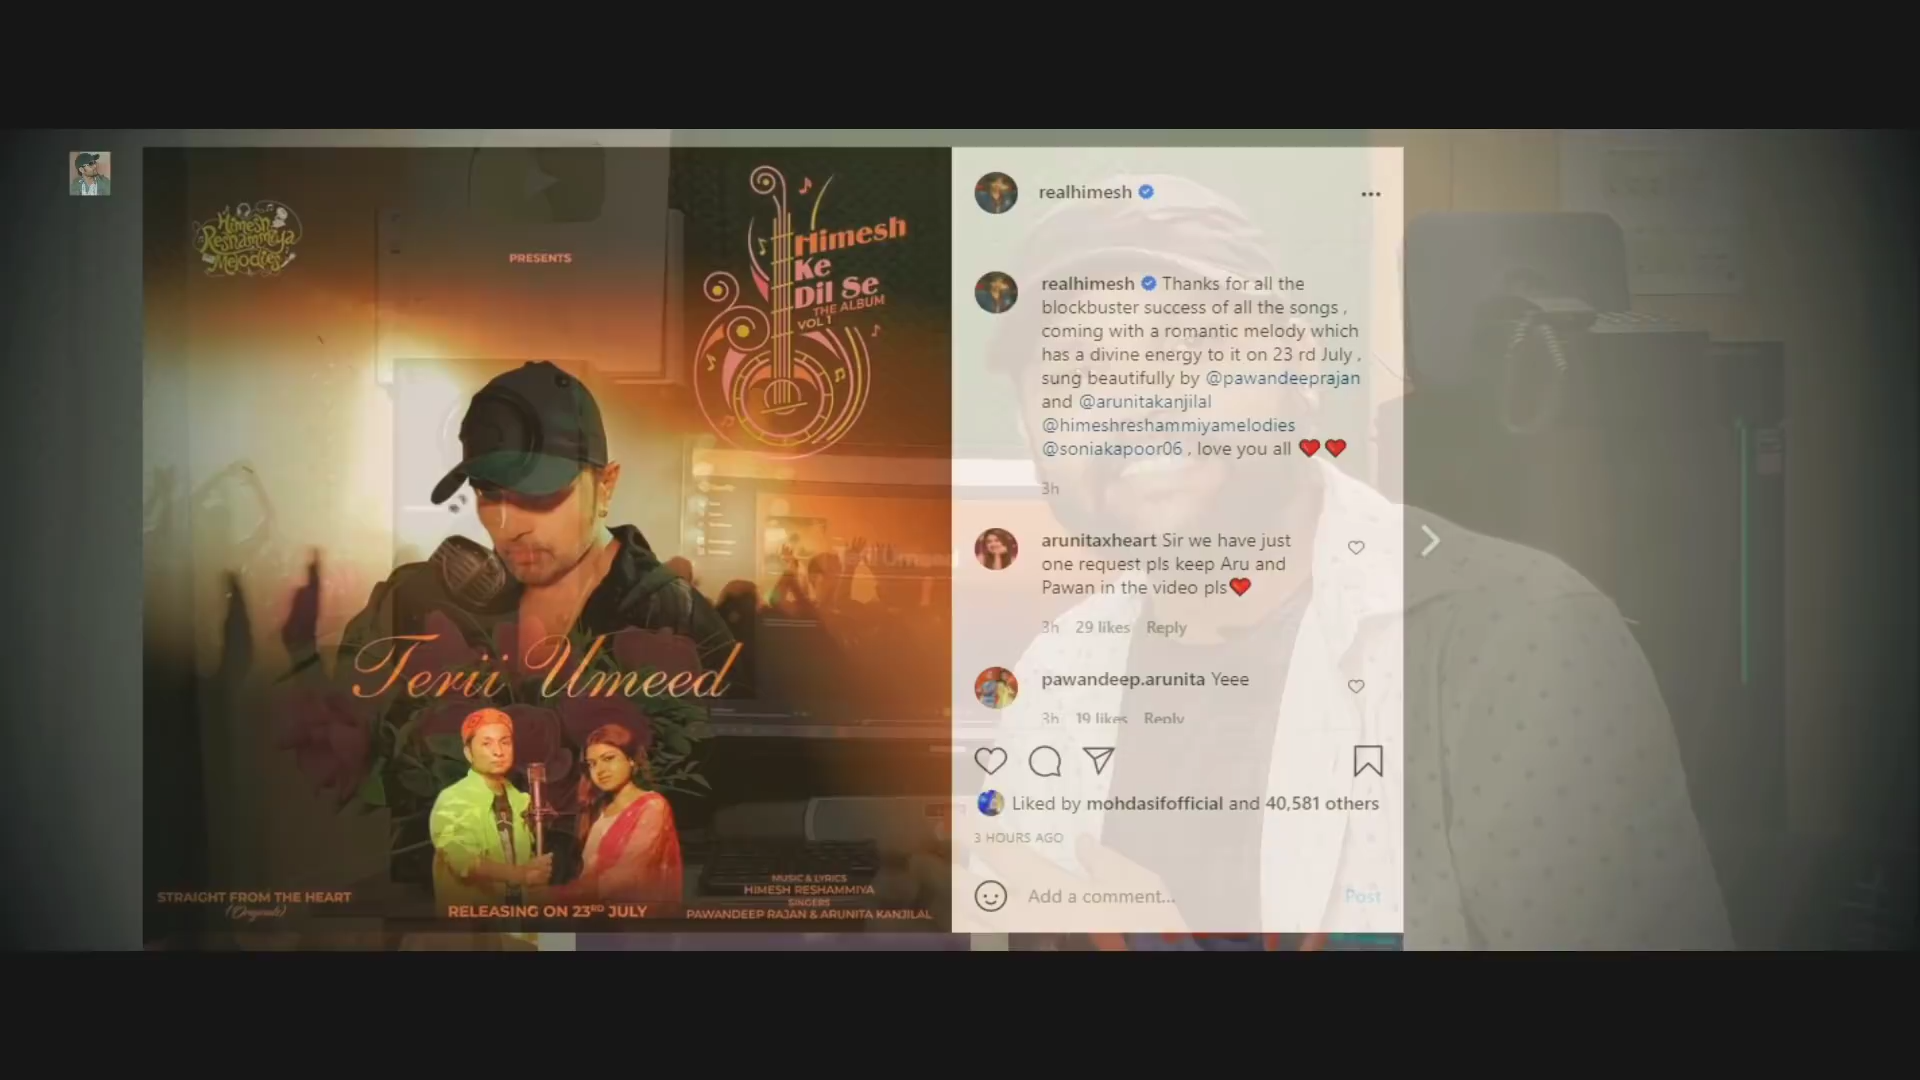 Himesh
Reshammiya
Melodies
PRESENTS
Himesh
Ke
Dil Se
THE ALBUM
VOL 1
Terii Umeed
STRAIGHT FROM THE HEART
(Originals)
RELEASING ON 23RD JULY
MUSIC & LYRICS
HIMESH RESHAMMIYA
SINGERS
PAWANDEEP RAJAN & ARUNITA KANJILAL
realhimesh
realhimesh Thanks for all the
blockbuster success of all the songs ,
coming with a romantic melody which
has a divine energy to it on 23 rd July ,
sung beautifully by @pawandeeprajan
and @arunitakanjilal
@himeshreshammiyamelodies
@soniakapoor06 , love you all ❤️❤️
3h
arunitaxheart Sir we have just
one request pls keep Aru and
Pawan in the video pls❤️
3h 29 likes Reply
pawandeep.arunita Yeee
3h 19 likes Reply
Liked by mohdasifofficial and 40,581 others
3 HOURS AGO
Add a comment...
Post